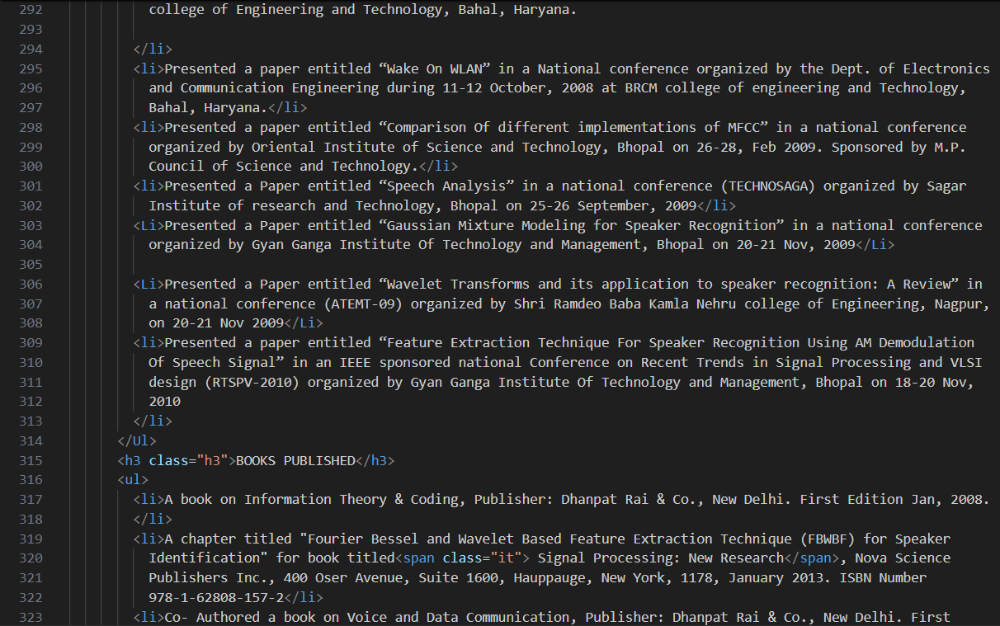 292 college of Engineering and Technology, Bahal, Haryana.
293
294 </li>
295 <li>Presented a paper entitled “Wake On WLAN” in a National conference organized by the Dept. of Electronics
296 and Communication Engineering during 11-12 October, 2008 at BRCM college of engineering and Technology,
297 Bahal, Haryana.</li>
298 <li>Presented a paper entitled “Comparison Of different implementations of MFCC” in a national conference
299 organized by Oriental Institute of Science and Technology, Bhopal on 26-28, Feb 2009. Sponsored by M.P.
300 Council of Science and Technology.</li>
301 <li>Presented a Paper entitled “Speech Analysis” in a national conference (TECHNOSAGA) organized by Sagar
302 Institute of research and Technology, Bhopal on 25-26 September, 2009</li>
303 <Li>Presented a Paper entitled “Gaussian Mixture Modeling for Speaker Recognition” in a national conference
304 organized by Gyan Ganga Institute Of Technology and Management, Bhopal on 20-21 Nov, 2009</Li>
305
306 <Li>Presented a Paper entitled “Wavelet Transforms and its application to speaker recognition: A Review” in
307 a national conference (ATEMT-09) organized by Shri Ramdeo Baba Kamla Nehru college of Engineering, Nagpur,
308 on 20-21 Nov 2009</Li>
309 <li>Presented a paper entitled “Feature Extraction Technique For Speaker Recognition Using AM Demodulation
310 Of Speech Signal” in an IEEE sponsored national Conference on Recent Trends in Signal Processing and VLSI
311 design (RTSPV-2010) organized by Gyan Ganga Institute Of Technology and Management, Bhopal on 18-20 Nov,
312 2010
313 </li>
314 </Ul>
315 <h3 class="h3">BOOKS PUBLISHED</h3>
316 <ul>
317 <li>A book on Information Theory & Coding, Publisher: Dhanpat Rai & Co., New Delhi. First Edition Jan, 2008.
318 </li>
319 <li>A chapter titled "Fourier Bessel and Wavelet Based Feature Extraction Technique (FBWBF) for Speaker
320 Identification" for book titled<span class="it"> Signal Processing: New Research</span>, Nova Science
321 Publishers Inc., 400 Oser Avenue, Suite 1600, Hauppauge, New York, 1178, January 2013. ISBN Number
322 978-1-62808-157-2</li>
323 <li>Co- Authored a book on Voice and Data Communication, Publisher: Dhanpat Rai & Co., New Delhi. First